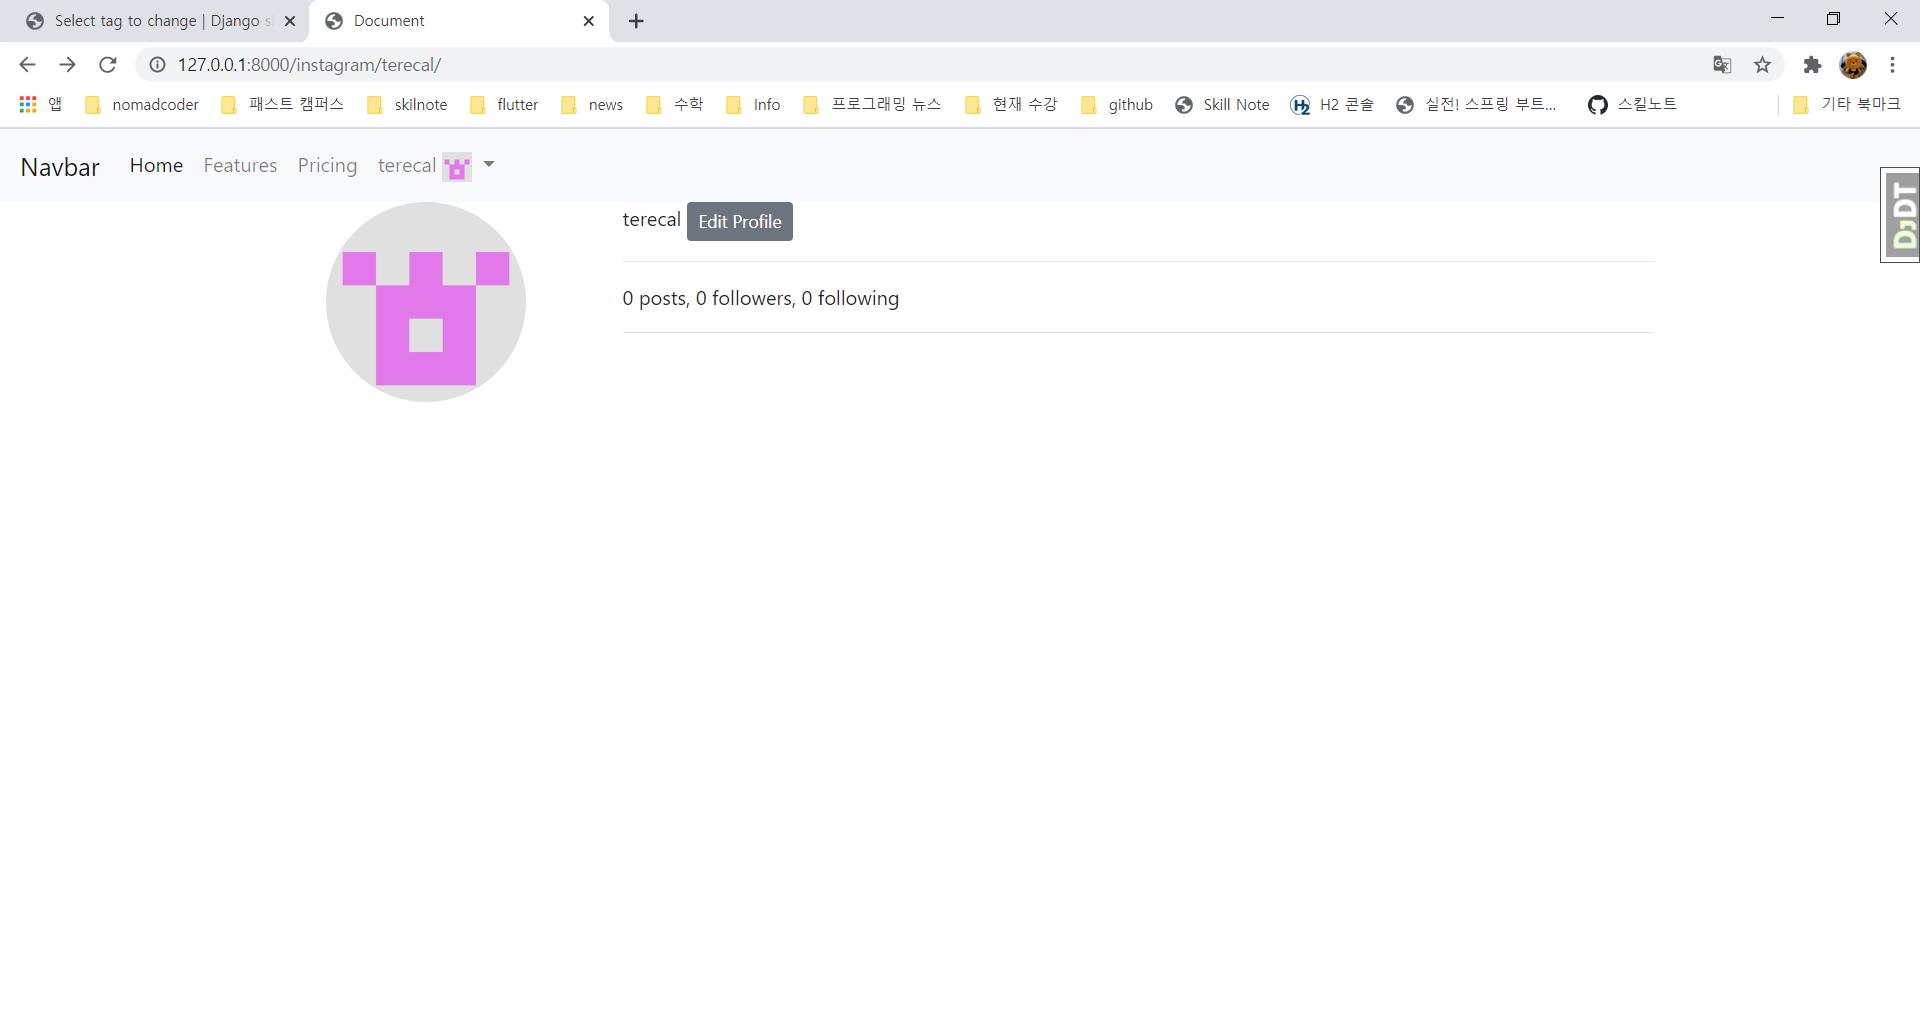 Select tag to change | Django s
Document
127.0.0.1:8000/instagram/terecal/
앱 nomadcoder 패스트 캠퍼스 skilnote flutter news 수학 Info 프로그래밍 뉴스 현재 수강 github Skill Note H2 콘솔 실전! 스프링 부트... 스킬노트 기타 북마크
Navbar Home Features Pricing terecal
DJDT
terecal Edit Profile
0 posts, 0 followers, 0 following